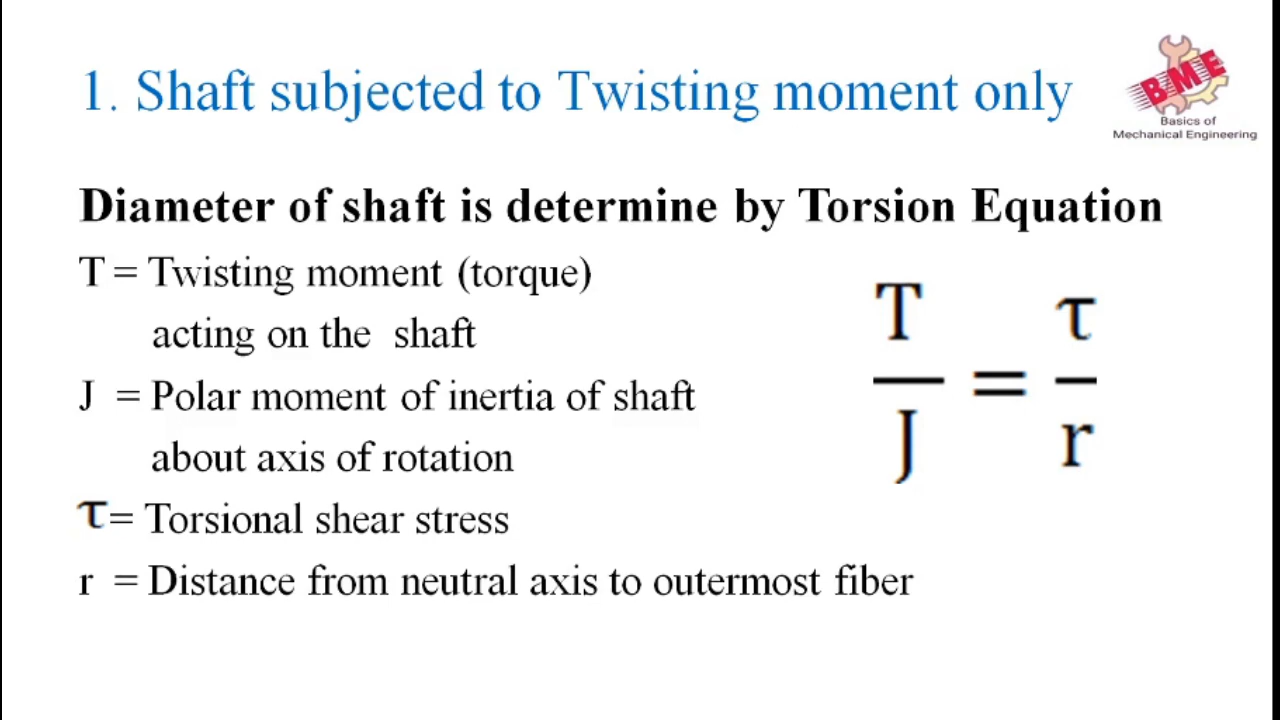 1. Shaft subjected to Twisting moment only
BME
Basics of
Mechanical Engineering
Diameter of shaft is determine by Torsion Equation
T = Twisting moment (torque)
acting on the shaft
J = Polar moment of inertia of shaft
about axis of rotation
τ = Torsional shear stress
r = Distance from neutral axis to outermost fiber
T τ
— = —
J r